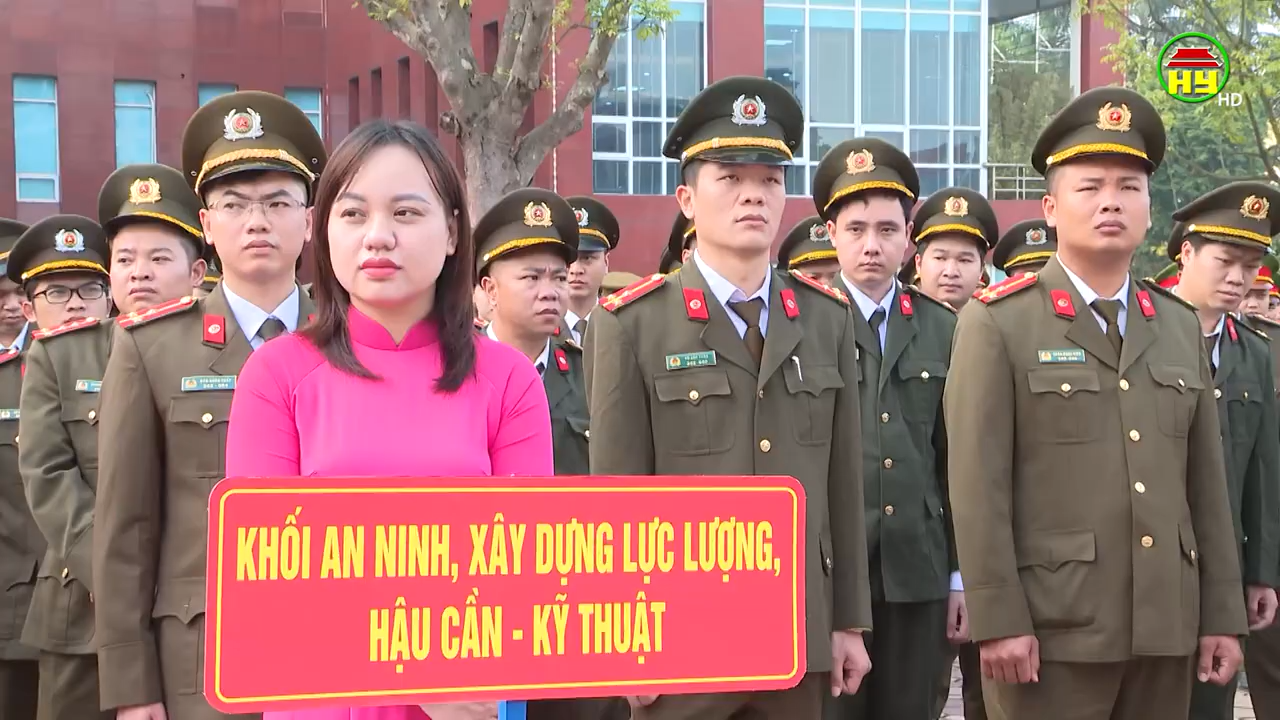 HY
HD
KHỐI AN NINH, XÂY DỰNG LỰC LƯỢNG,
HẬU CẦN - KỸ THUẬT